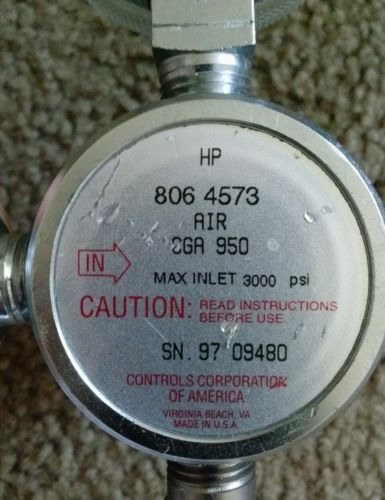 HP
806 4573
AIR
CGA 950
IN
MAX INLET 3000 psi
CAUTION: READ INSTRUCTIONS
BEFORE USE
SN. 97 09480
CONTROLS CORPORATION
OF AMERICA
VIRGINIA BEACH, VA
MADE IN U.S.A.